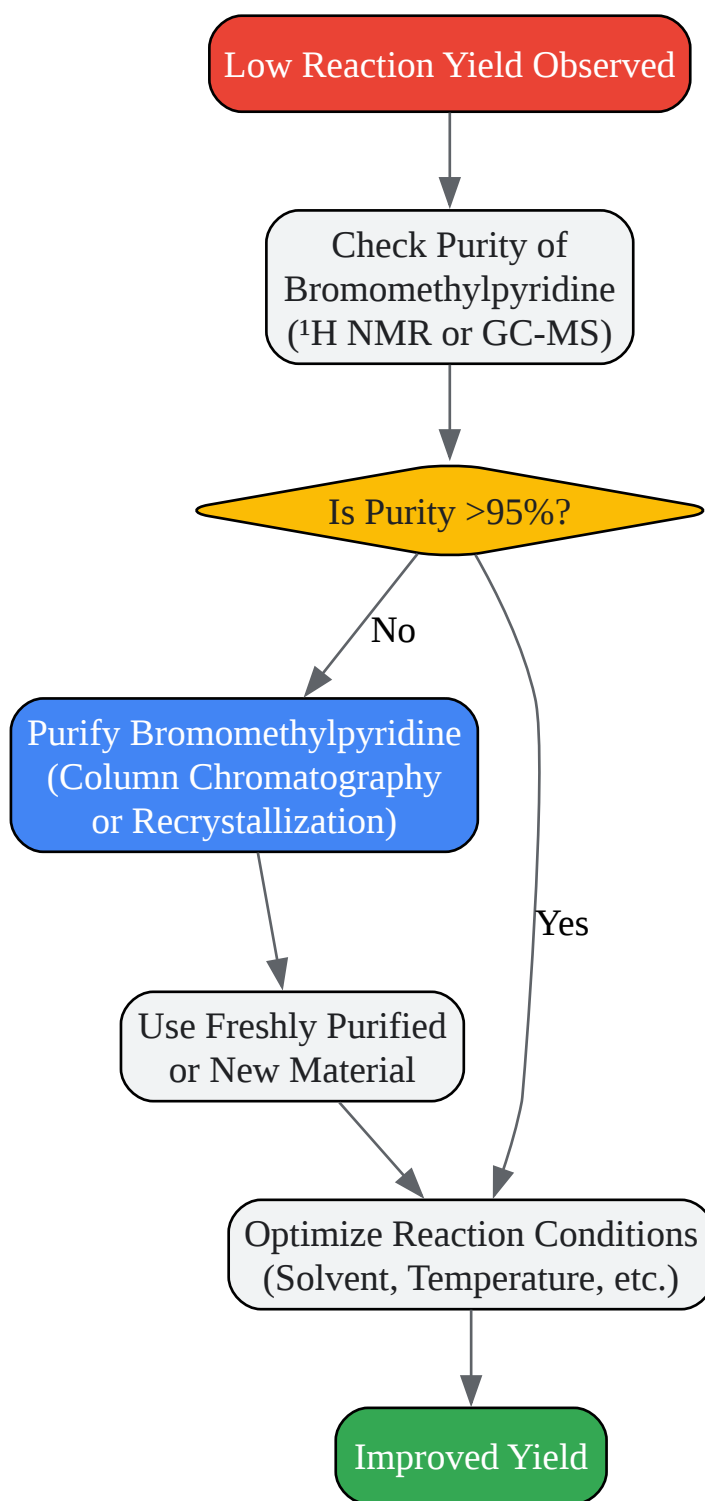 Low Reaction Yield Observed
Check Purity of
Bromomethylpyridine
(¹H NMR or GC-MS)
Is Purity >95%?
No
Purify Bromomethylpyridine
(Column Chromatography
or Recrystallization)
Yes
Use Freshly Purified
or New Material
Optimize Reaction Conditions
(Solvent, Temperature, etc.)
Improved Yield